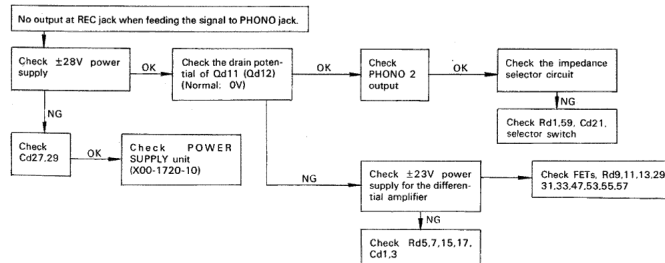 No output at REC jack when feeding the signal to PHONO jack.
Check ±28V power
supply
OK
Check the drain poten-
tial of Qd11 (Qd12)
(Normal: 0V)
OK
Check
PHONO 2
output
OK
Check the impedance
selector circuit
NG
NG
Check Rd1,59, Cd21,
selector switch
Check
Cd27,29
OK
Check POWER
SUPPLY unit
(X00-1720-10)
NG
Check ±23V power
supply for the differen-
tial amplifier
Check FETs, Rd9,11,13,29
31,33,47,53,55,57
NG
Check Rd5,7,15,17,
Cd1,3